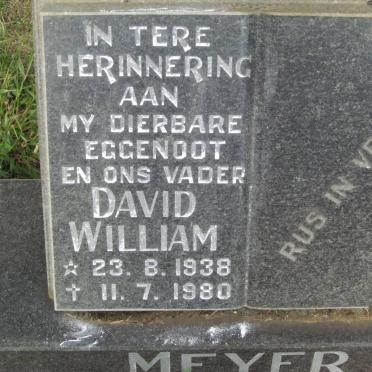 IN TERE
HERINNERING
AAN
MY DIERBARE
EGGENOOT
EN ONS VADER
DAVID
WILLIAM
☆ 23. 8. 1938
✝ 11. 7. 1980
RUS IN
MEYER